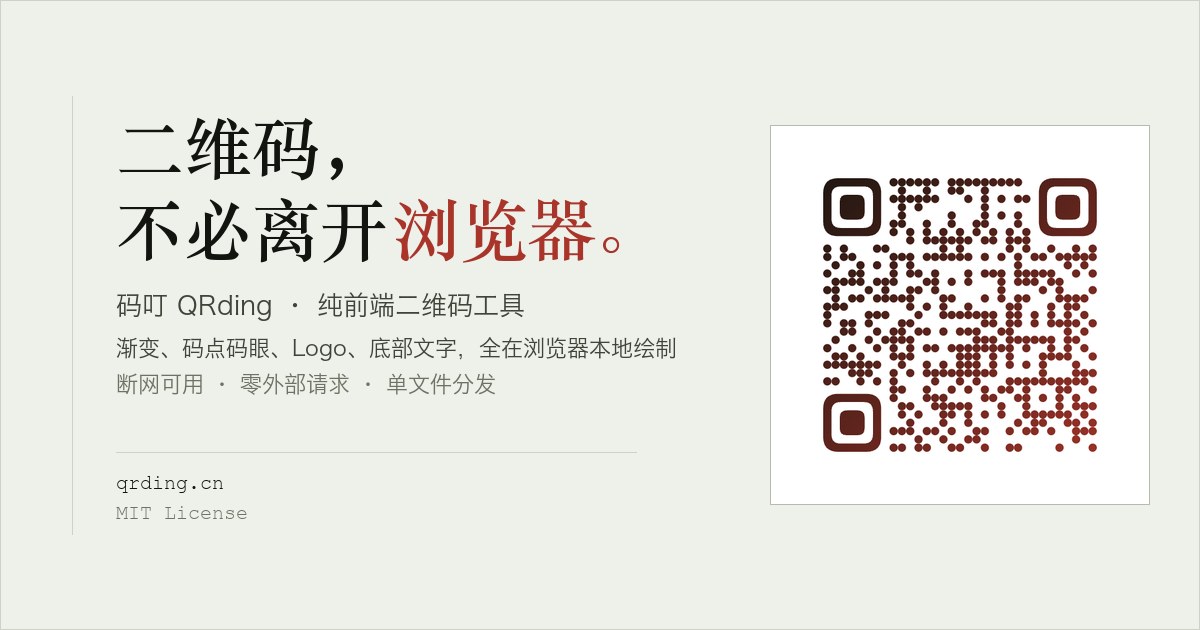 二维码，
不必离开浏览器。
码叮 QRding · 纯前端二维码工具
渐变、码点码眼、Logo、底部文字，全在浏览器本地绘制
断网可用 · 零外部请求 · 单文件分发
qrding.cn
MIT License